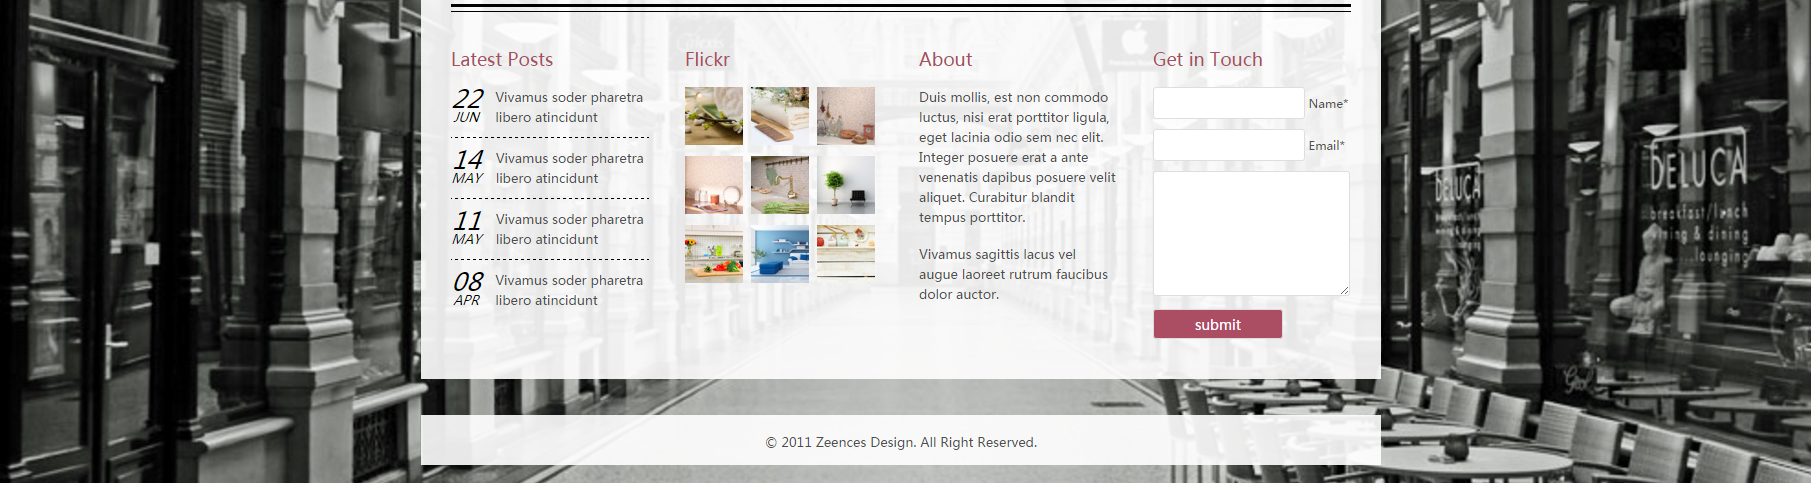 Latest Posts
22
JUN
Vivamus soder pharetra
libero atincidunt
14
MAY
Vivamus soder pharetra
libero atincidunt
11
MAY
Vivamus soder pharetra
libero atincidunt
08
APR
Vivamus soder pharetra
libero atincidunt
Flickr
About
Duis mollis, est non commodo
luctus, nisi erat porttitor ligula,
eget lacinia odio sem nec elit.
Integer posuere erat a ante
venenatis dapibus posuere velit
aliquet. Curabitur blandit
tempus porttitor.
Vivamus sagittis lacus vel
augue laoreet rutrum faucibus
dolor auctor.
Get in Touch
Name*
Email*
submit
© 2011 Zeences Design. All Right Reserved.
DELUCA
DELUCA
breakfast/lunch
& dining
lounging